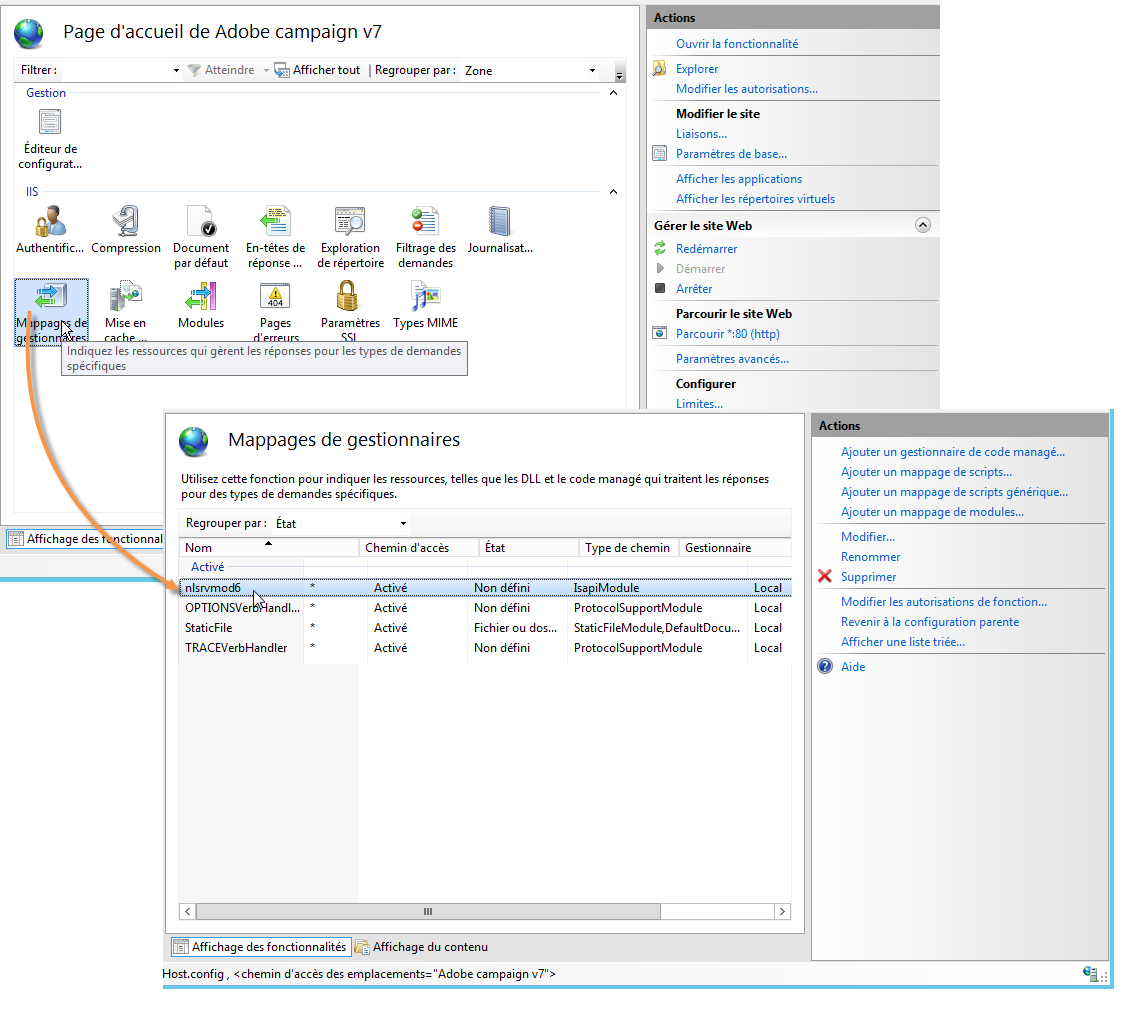 Page d'accueil de Adobe campaign v7
Filtrer : Atteindre Afficher tout Regrouper par : Zone
Gestion
Éditeur de
configurat...
IIS
Authentific... Compression Document En-têtes de Exploration Filtrage des Journalisat...
par défaut réponse ... de répertoire demandes
Mappages de Mise en Modules Pages Paramètres Types MIME
gestionnaires cache ... d'erreurs SSL
Indiquez les ressources qui gèrent les réponses pour les types de demandes
spécifiques
Affichage des fonctionnal
Actions
Ouvrir la fonctionnalité
Explorer
Modifier les autorisations...
Modifier le site
Liaisons...
Paramètres de base...
Afficher les applications
Afficher les répertoires virtuels
Gérer le site Web
Redémarrer
Démarrer
Arrêter
Parcourir le site Web
Parcourir *:80 (http)
Paramètres avancés...
Configurer
Limites...
Mappages de gestionnaires
Utilisez cette fonction pour indiquer les ressources, telles que les DLL et le code managé qui traitent les réponses
pour des types de demandes spécifiques.
Regrouper par : État
Nom Chemin d'accès État Type de chemin Gestionnaire
Activé
nlsrvmod6 * Activé Non défini IsapiModule Local
OPTIONSVerbHandl... * Activé Non défini ProtocolSupportModule Local
StaticFile * Activé Fichier ou dos... StaticFileModule,DefaultDocu... Local
TRACEVerbHandler * Activé Non défini ProtocolSupportModule Local
Affichage des fonctionnalités Affichage du contenu
Host.config , <chemin d'accès des emplacements="Adobe campaign v7">
Actions
Ajouter un gestionnaire de code managé...
Ajouter un mappage de scripts...
Ajouter un mappage de scripts générique...
Ajouter un mappage de modules...
Modifier...
Renommer
Supprimer
Modifier les autorisations de fonction...
Revenir à la configuration parente
Afficher une liste triée...
Aide